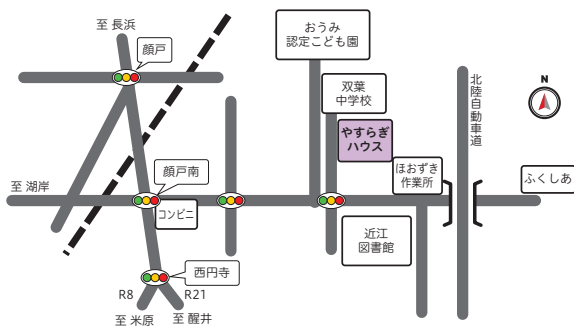 至 長浜
顔戸
おうみ
認定こども園
双葉
中学校
やすらぎ
ハウス
ほおずき
作業所
北陸自動車道
N
ふくしあ
至 湖岸
顔戸南
コンビニ
近江
図書館
西円寺
R8
R21
至 米原
至 醒井